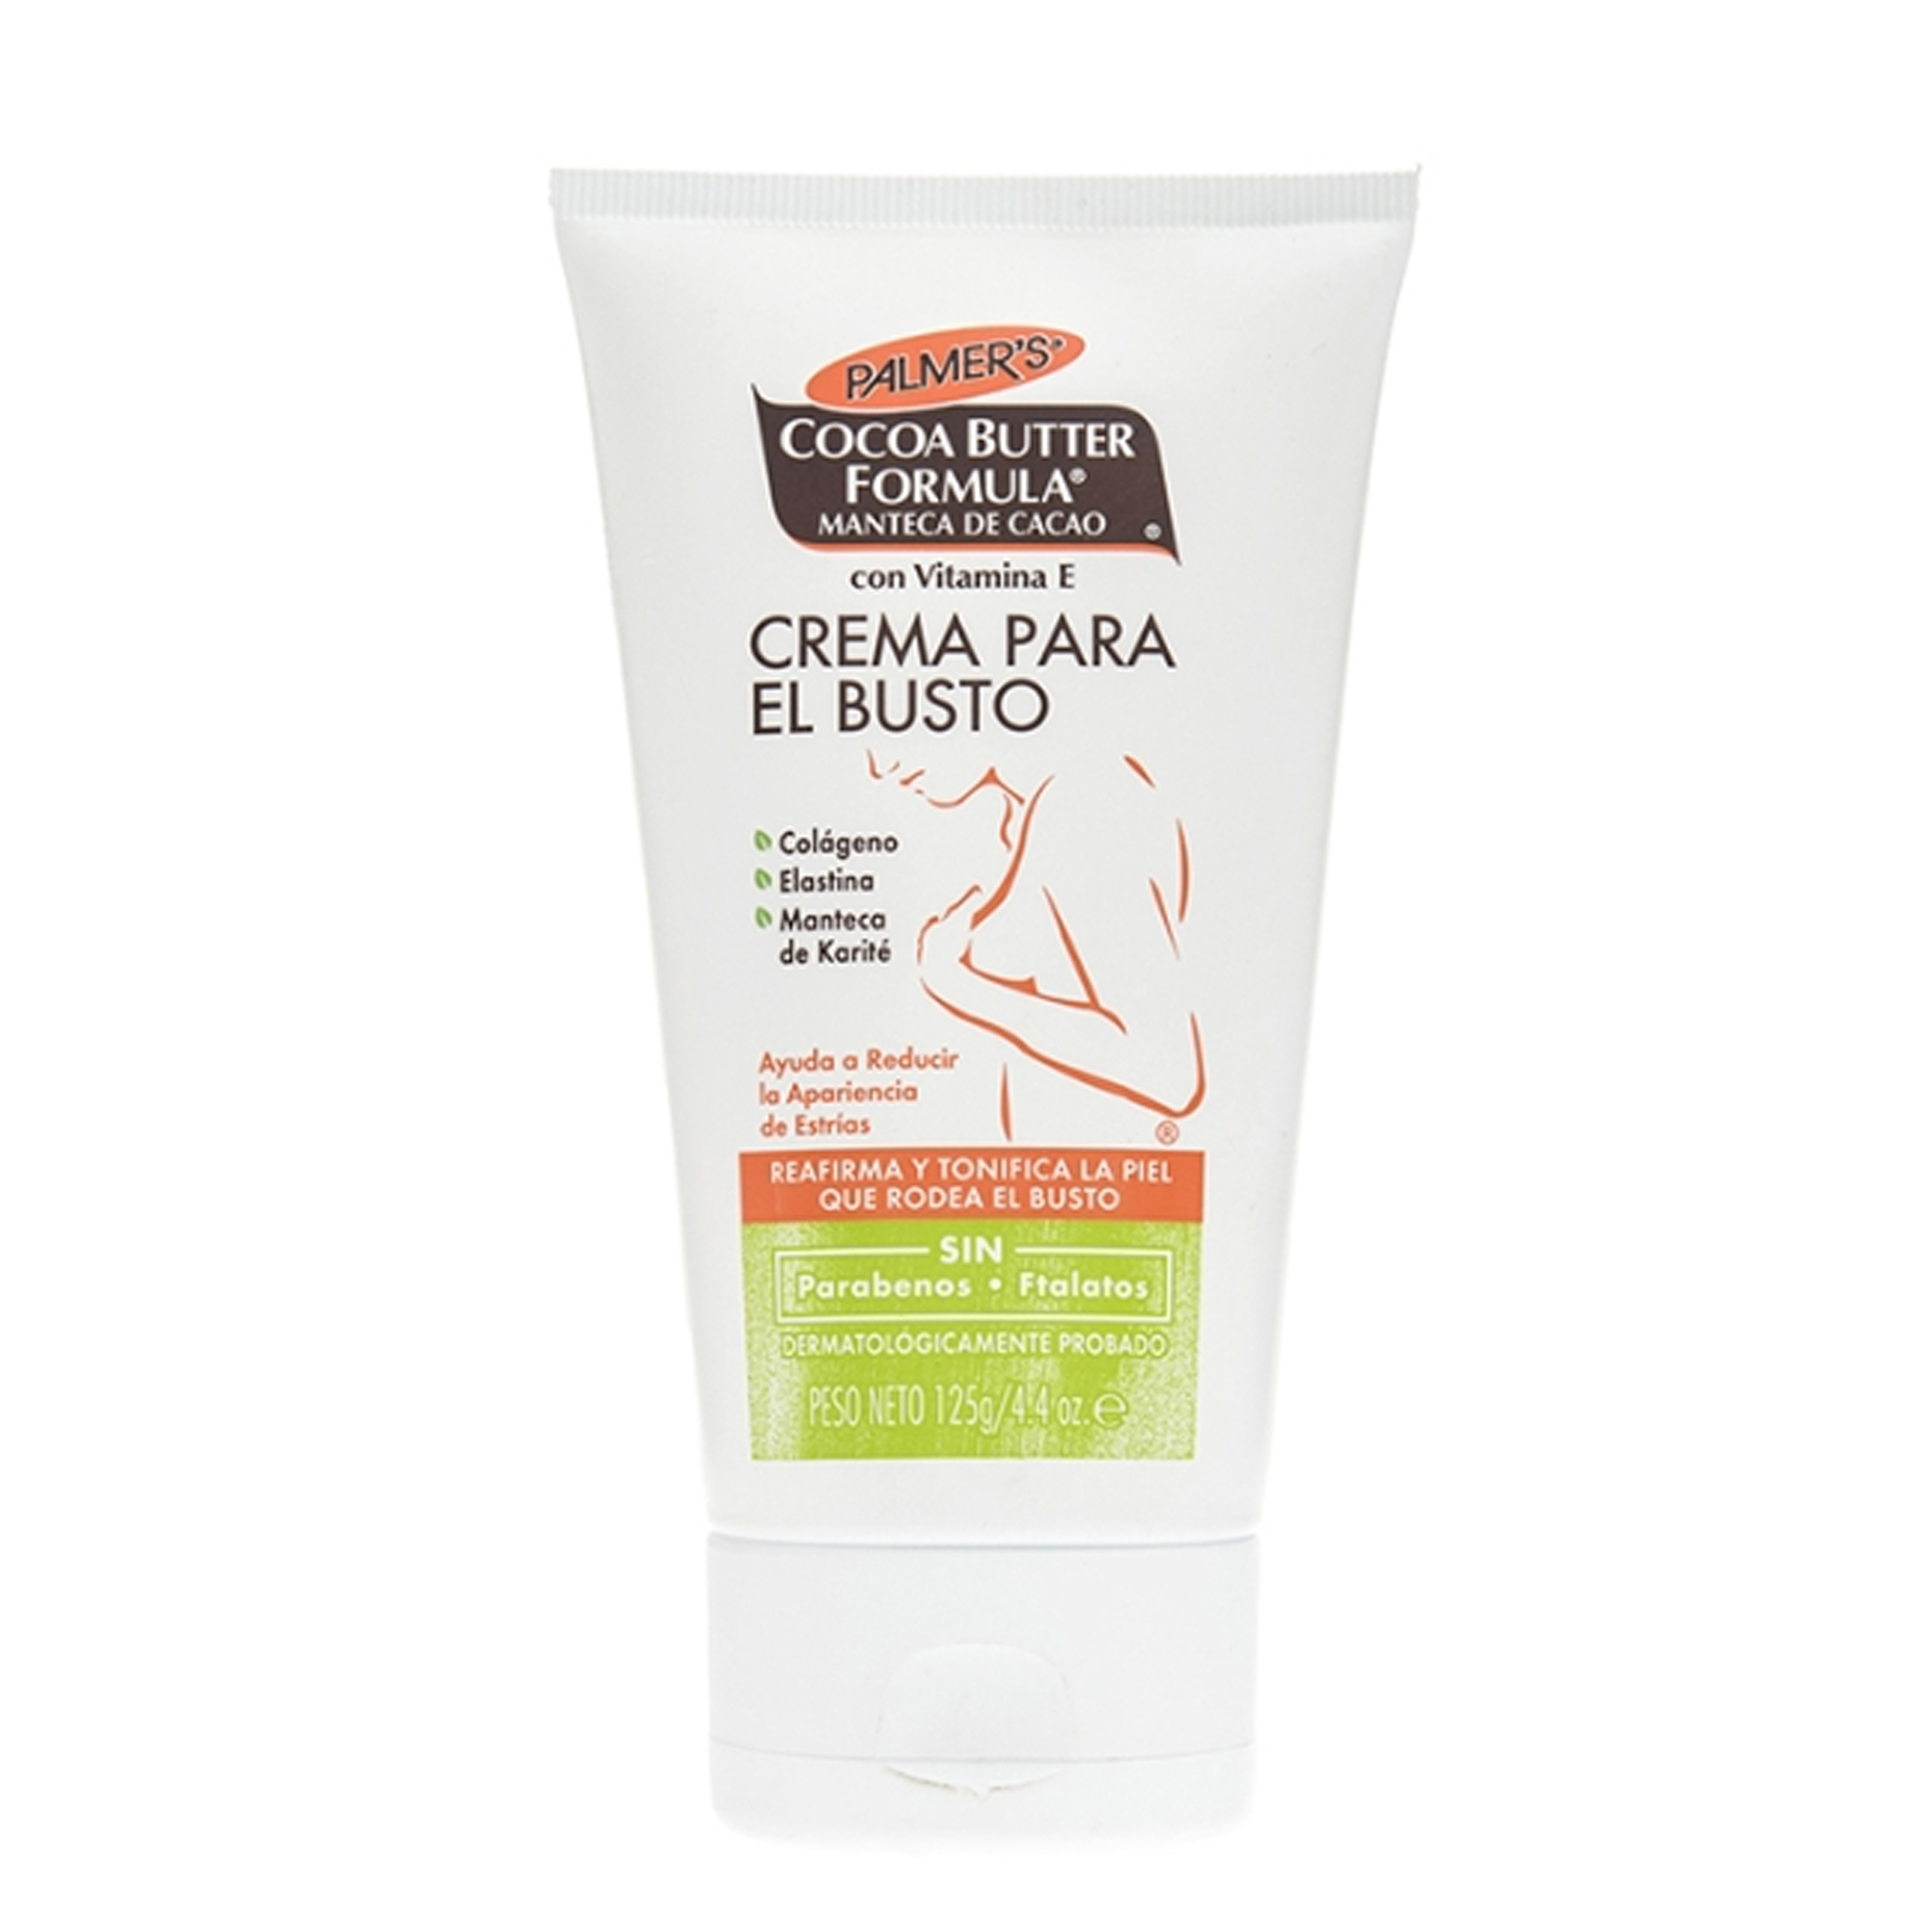 PALMER'S®
COCOA BUTTER
FORMULA®
MANTECA DE CACAO ®
con Vitamina E
CREMA PARA
EL BUSTO
Colágeno
Elastina
Manteca
de Karité
Ayuda a Reducir
la Apariencia
de Estrías
®
REAFIRMA Y TONIFICA LA PIEL
QUE RODEA EL BUSTO
SIN
Parabenos • Ftalatos
DERMATOLÓGICAMENTE PROBADO
PESO NETO 125g/4.4 oz. ℮